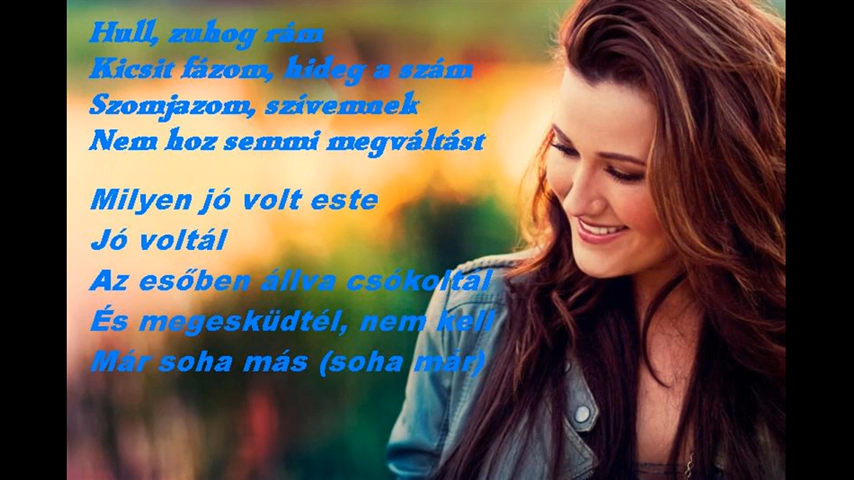 Hull, zuhog rám
Kicsit fázom, hideg a szám
Szomjazom, szívemnek
Nem hoz semmi megváltást
Milyen jó volt este
Jó voltál
Az esőben állva csókoltál
És megesküdtél, nem kell
Már soha más (soha már)